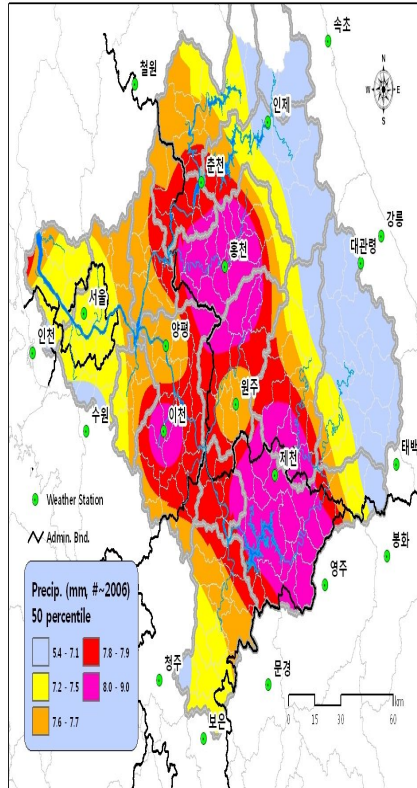 속초
철원
N
W E
S
인제
춘천
강릉
대관령
홍천
서울
양평
인천
원주
수원
이천
제천
태백
Weather Station
Admin. Bnd.
봉화
영주
Precip. (mm, #~2006)
50 percentile
5.4 - 7.1
7.8 - 7.9
7.2 - 7.5
8.0 - 9.0
7.6 - 7.7
청주
문경
보은
km
0 15 30 60